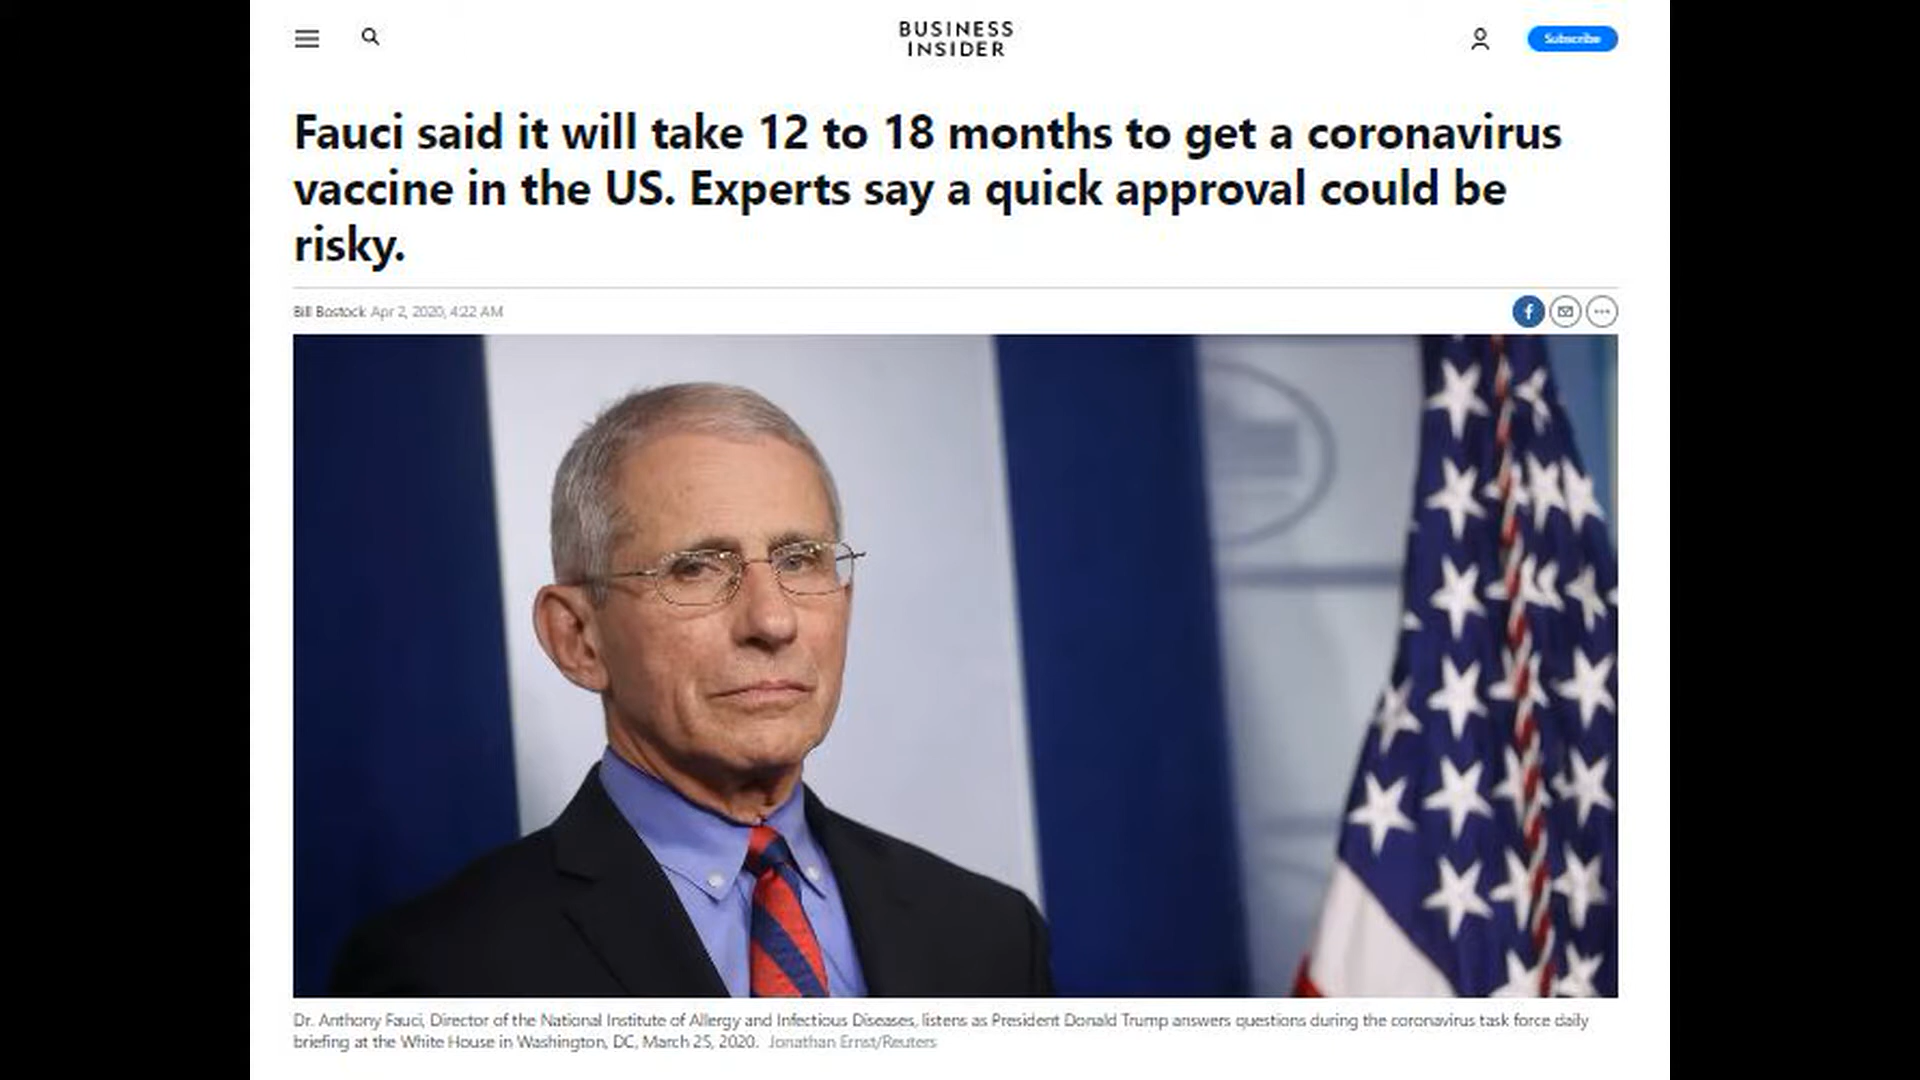 BUSINESS
INSIDER
Subscribe
Fauci said it will take 12 to 18 months to get a coronavirus
vaccine in the US. Experts say a quick approval could be
risky.
Bill Bostock Apr 2, 2020, 4:22 AM
Dr. Anthony Fauci, Director of the National Institute of Allergy and Infectious Diseases, listens as President Donald Trump answers questions during the coronavirus task force daily
briefing at the White House in Washington, DC, March 25, 2020. Jonathan Ernst/Reuters